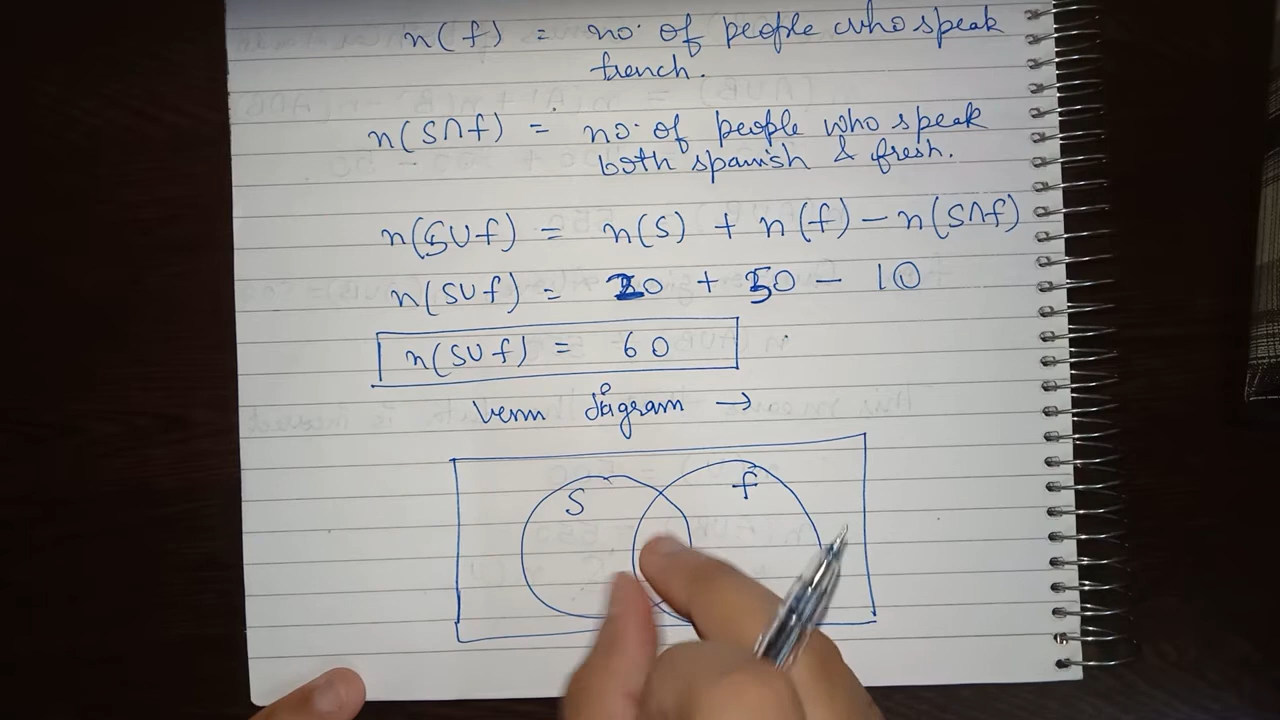 n(f) = no. of people who speak
french.
n(S∩f) = no. of people who speak
both spanish & fresh.
n(S∪f) = n(S) + n(f) - n(S∩f)
n(S∪f) = 20 + 50 - 10
n(S∪f) = 60
Venn diagram →
S f